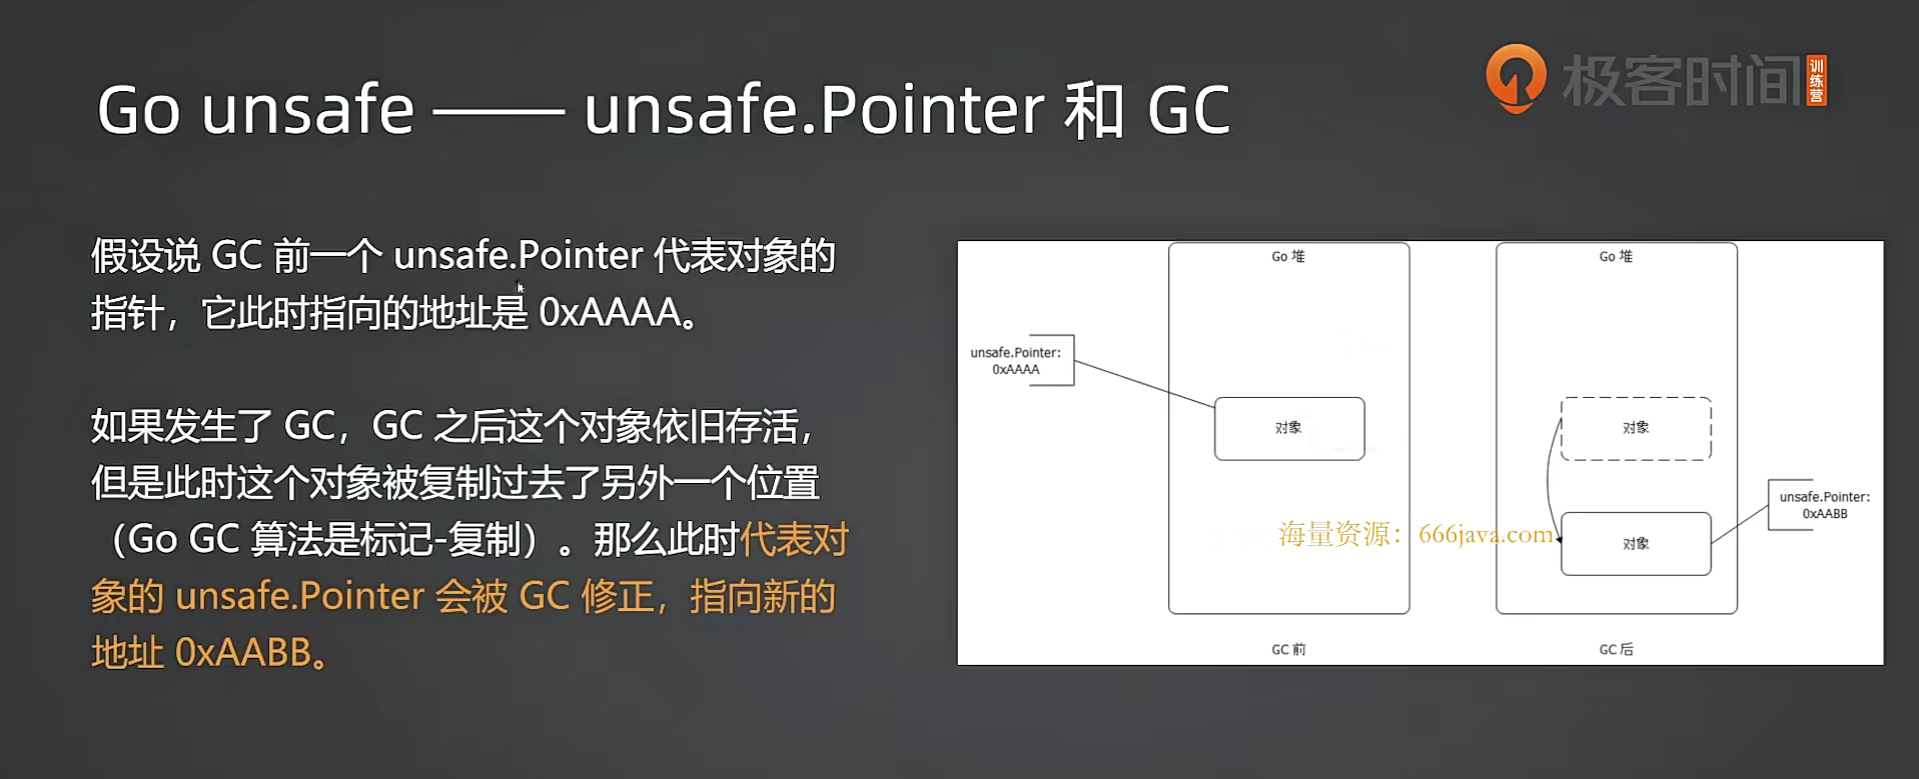 Go unsafe —— unsafe.Pointer 和 GC
极客时间
训练营
假设说 GC 前一个 unsafe.Pointer 代表对象的
指针，它此时指向的地址是 0xAAAA。
如果发生了 GC，GC 之后这个对象依旧存活，
但是此时这个对象被复制过去了另外一个位置
（Go GC 算法是标记-复制）。那么此时代表对
象的 unsafe.Pointer 会被 GC 修正，指向新的
地址 0xAABB。
Go 堆
unsafe.Pointer:
0xAAAA
对象
GC 前
Go 堆
对象
unsafe.Pointer:
0xAABB
对象
GC 后
海量资源：666java.com